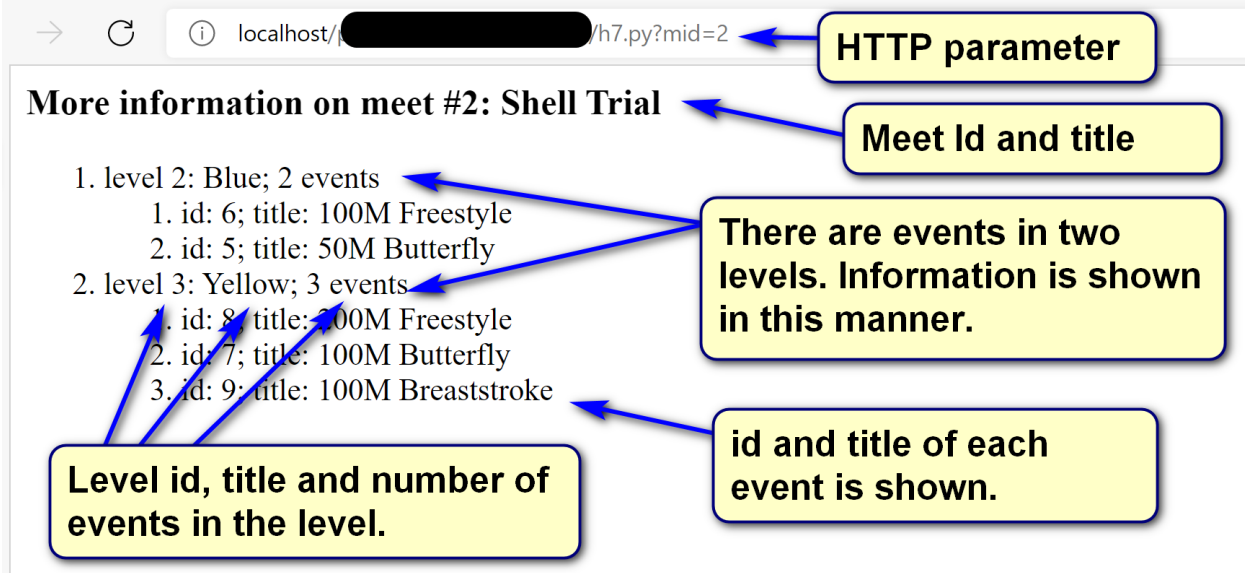 localhost/p /h7.py?mid=2
HTTP parameter
More information on meet #2: Shell Trial
Meet Id and title
1. level 2: Blue; 2 events
1. id: 6; title: 100M Freestyle
2. id: 5; title: 50M Butterfly
2. level 3: Yellow; 3 events
1. id: 8; title: 200M Freestyle
2. id: 7; title: 100M Butterfly
3. id: 9; title: 100M Breaststroke
There are events in two
levels. Information is shown
in this manner.
id and title of each
event is shown.
Level id, title and number of
events in the level.